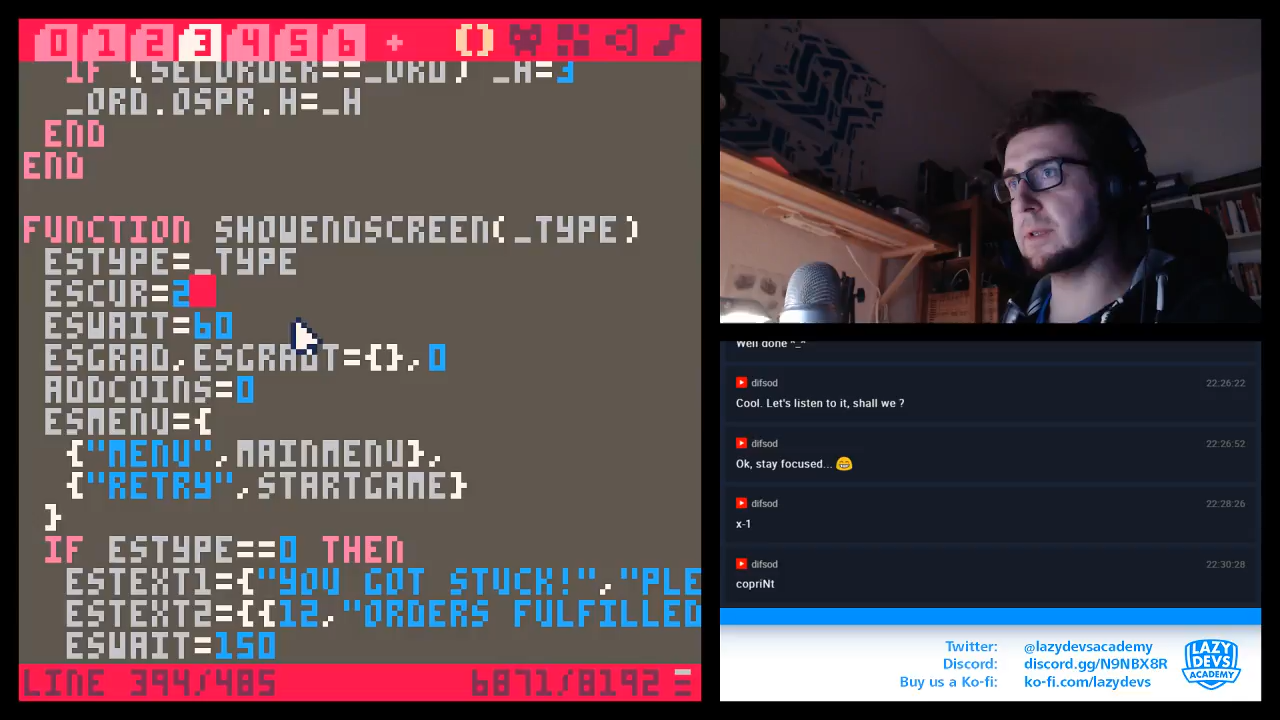 0 1 2 3 4 5 6 +
IF (SELORDER==_ORD) _H=3
_ORD.OSPR.H=_H
END
END
FUNCTION SHOWENDSCREEN(_TYPE)
ESTYPE=_TYPE
ESCUR=2
ESWAIT=60
ESGRAD,ESGRADT={},0
ADDCOINS=0
ESMENU={
{"MENU",MAINMENU},
{"RETRY",STARTGAME}
}
IF ESTYPE==0 THEN
ESTEXT1={"YOU GOT STUCK!","PLE
ESTEXT2={{12,"ORDERS FULFILLED
ESWAIT=150
LINE 394/485 6871/8192
Well done ^_^
difsod 22:26:22
Cool. Let's listen to it, shall we ?
difsod 22:26:52
Ok, stay focused... 😄
difsod 22:28:26
x-1
difsod 22:30:28
copriNt
Twitter: @lazydevsacademy
Discord: discord.gg/N9NBX8R
Buy us a Ko-fi: ko-fi.com/lazydevs
LAZY
DEVS
ACADEMY